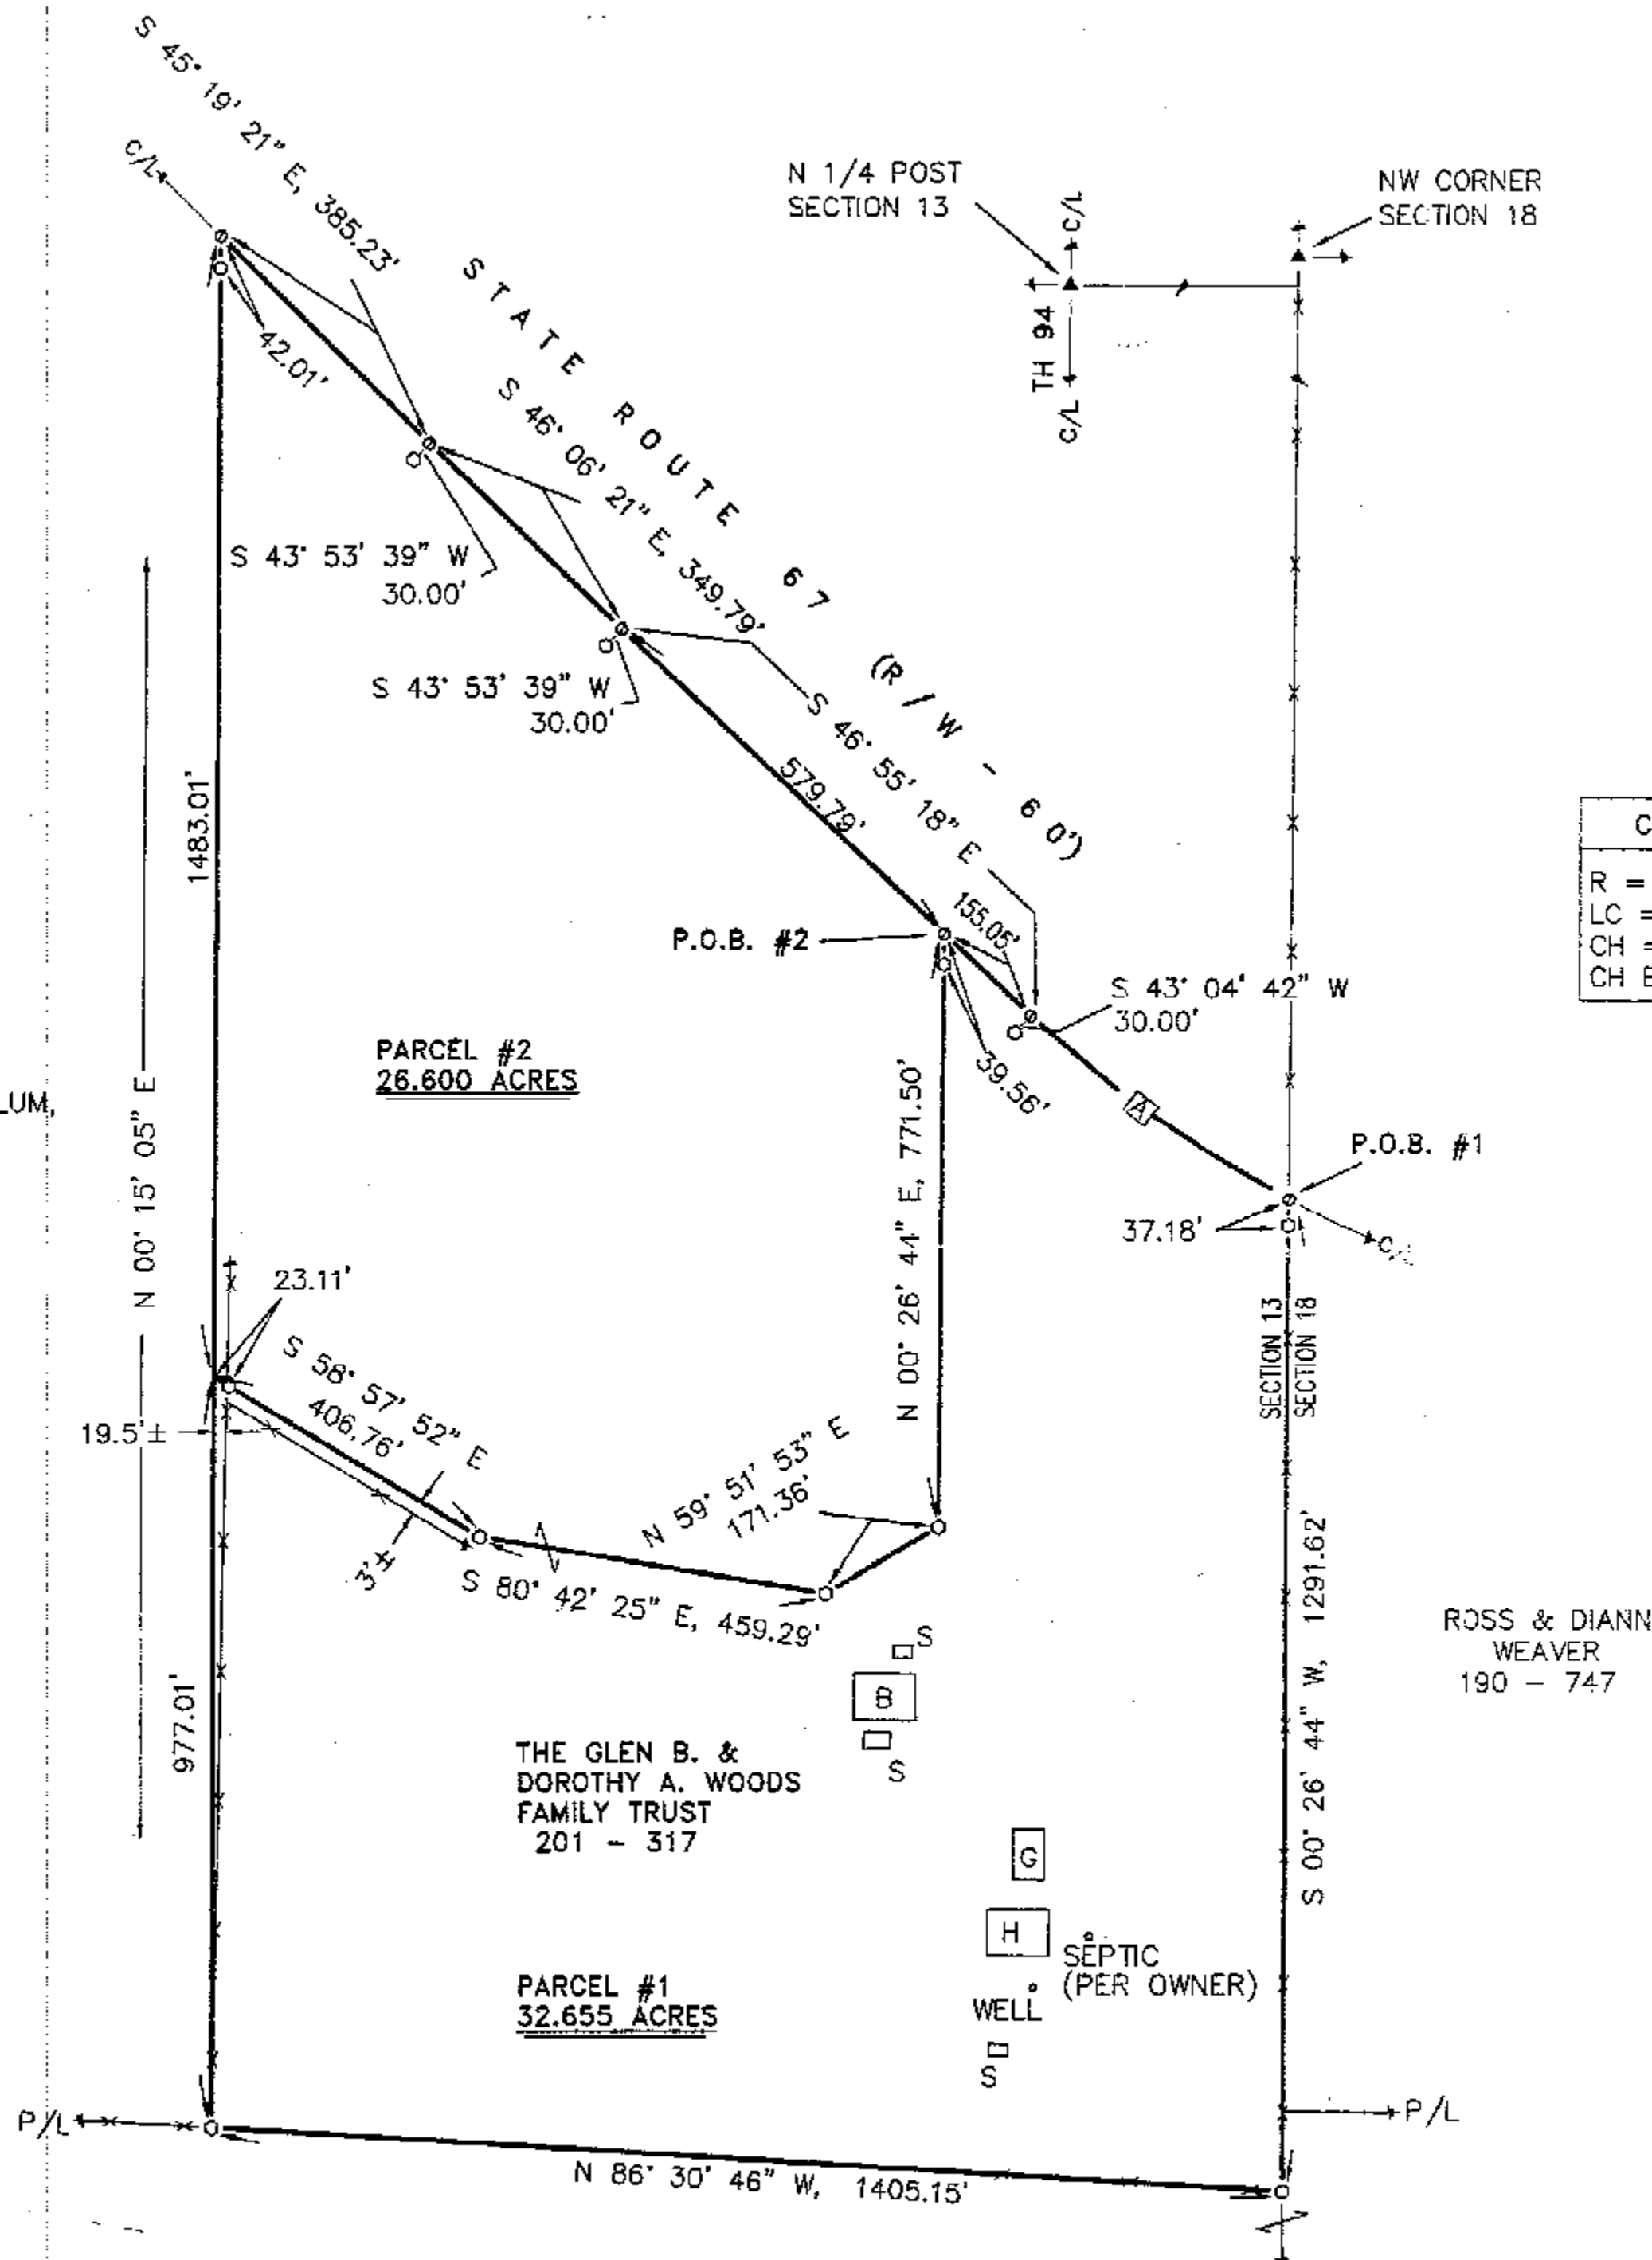 S 45° 19' 21" E, 385.23'
C/L
N 1/4 POST
SECTION 13
NW CORNER
SECTION 18
C/L
TH 94
C/L
42.01'
STATE ROUTE 67 (R/W - 60')
S 46° 06' 21" E, 349.79'
S 43° 53' 39" W
30.00'
S 43° 53' 39" W
30.00'
S 46° 55' 18" E
579.79'
1483.01'
C
R =
LC =
CH =
CH B
P.O.B. #2
155.05'
S 43° 04' 42" W
30.00'
39.56'
PARCEL #2
26.600 ACRES
LUM,
N 00° 15' 05" E
N 00° 26' 44" E, 771.50'
A
P.O.B. #1
37.18'
C/L
23.11'
SECTION 13
SECTION 18
S 58° 57' 52" E
406.76'
19.5'±
N 59° 51' 53" E
171.36'
3'±
S 80° 42' 25" E, 459.29'
S 00° 26' 44" W, 1291.62'
ROSS & DIANN
WEAVER
190 - 747
S
B
S
977.01'
THE GLEN B. &
DOROTHY A. WOODS
FAMILY TRUST
201 - 317
G
H
SEPTIC
(PER OWNER)
WELL
S
PARCEL #1
32.655 ACRES
P/L
P/L
N 86° 30' 46" W, 1405.15'